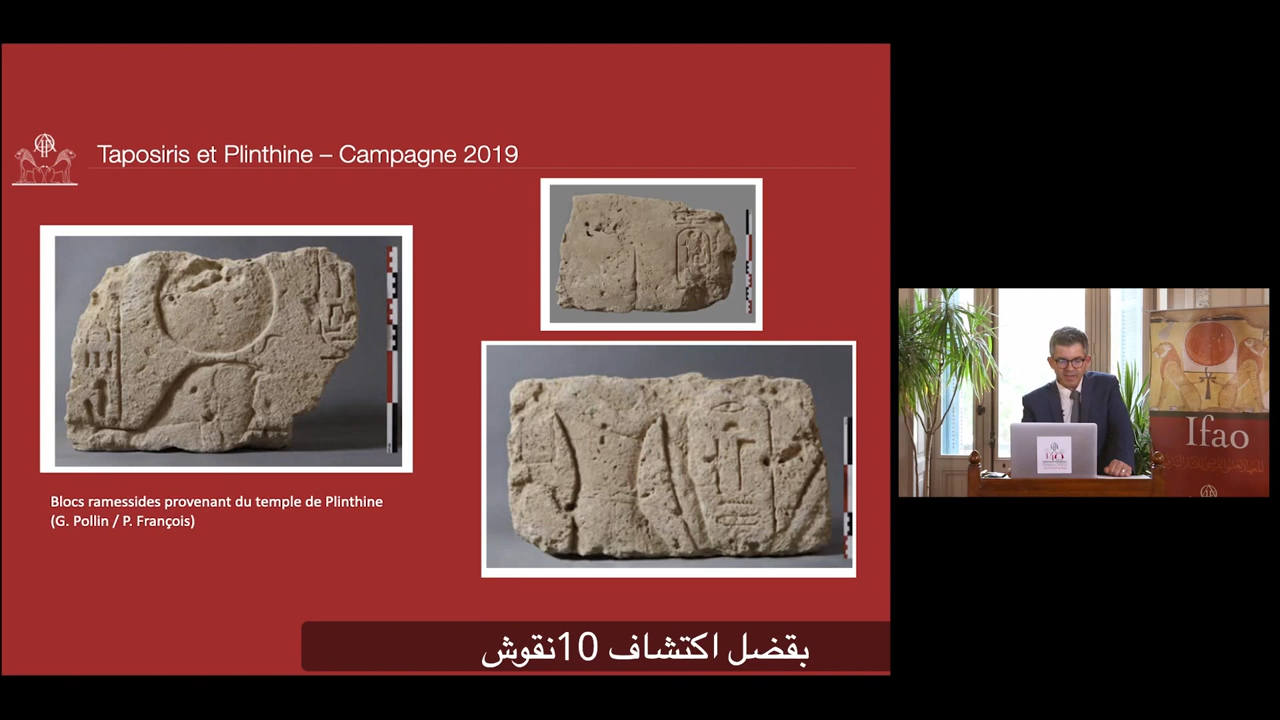 Taposiris et Plinthine – Campagne 2019
Blocs ramessides provenant du temple de Plinthine
(G. Pollin / P. François)
بقضل اكتشاف 10نقوش
Ifao